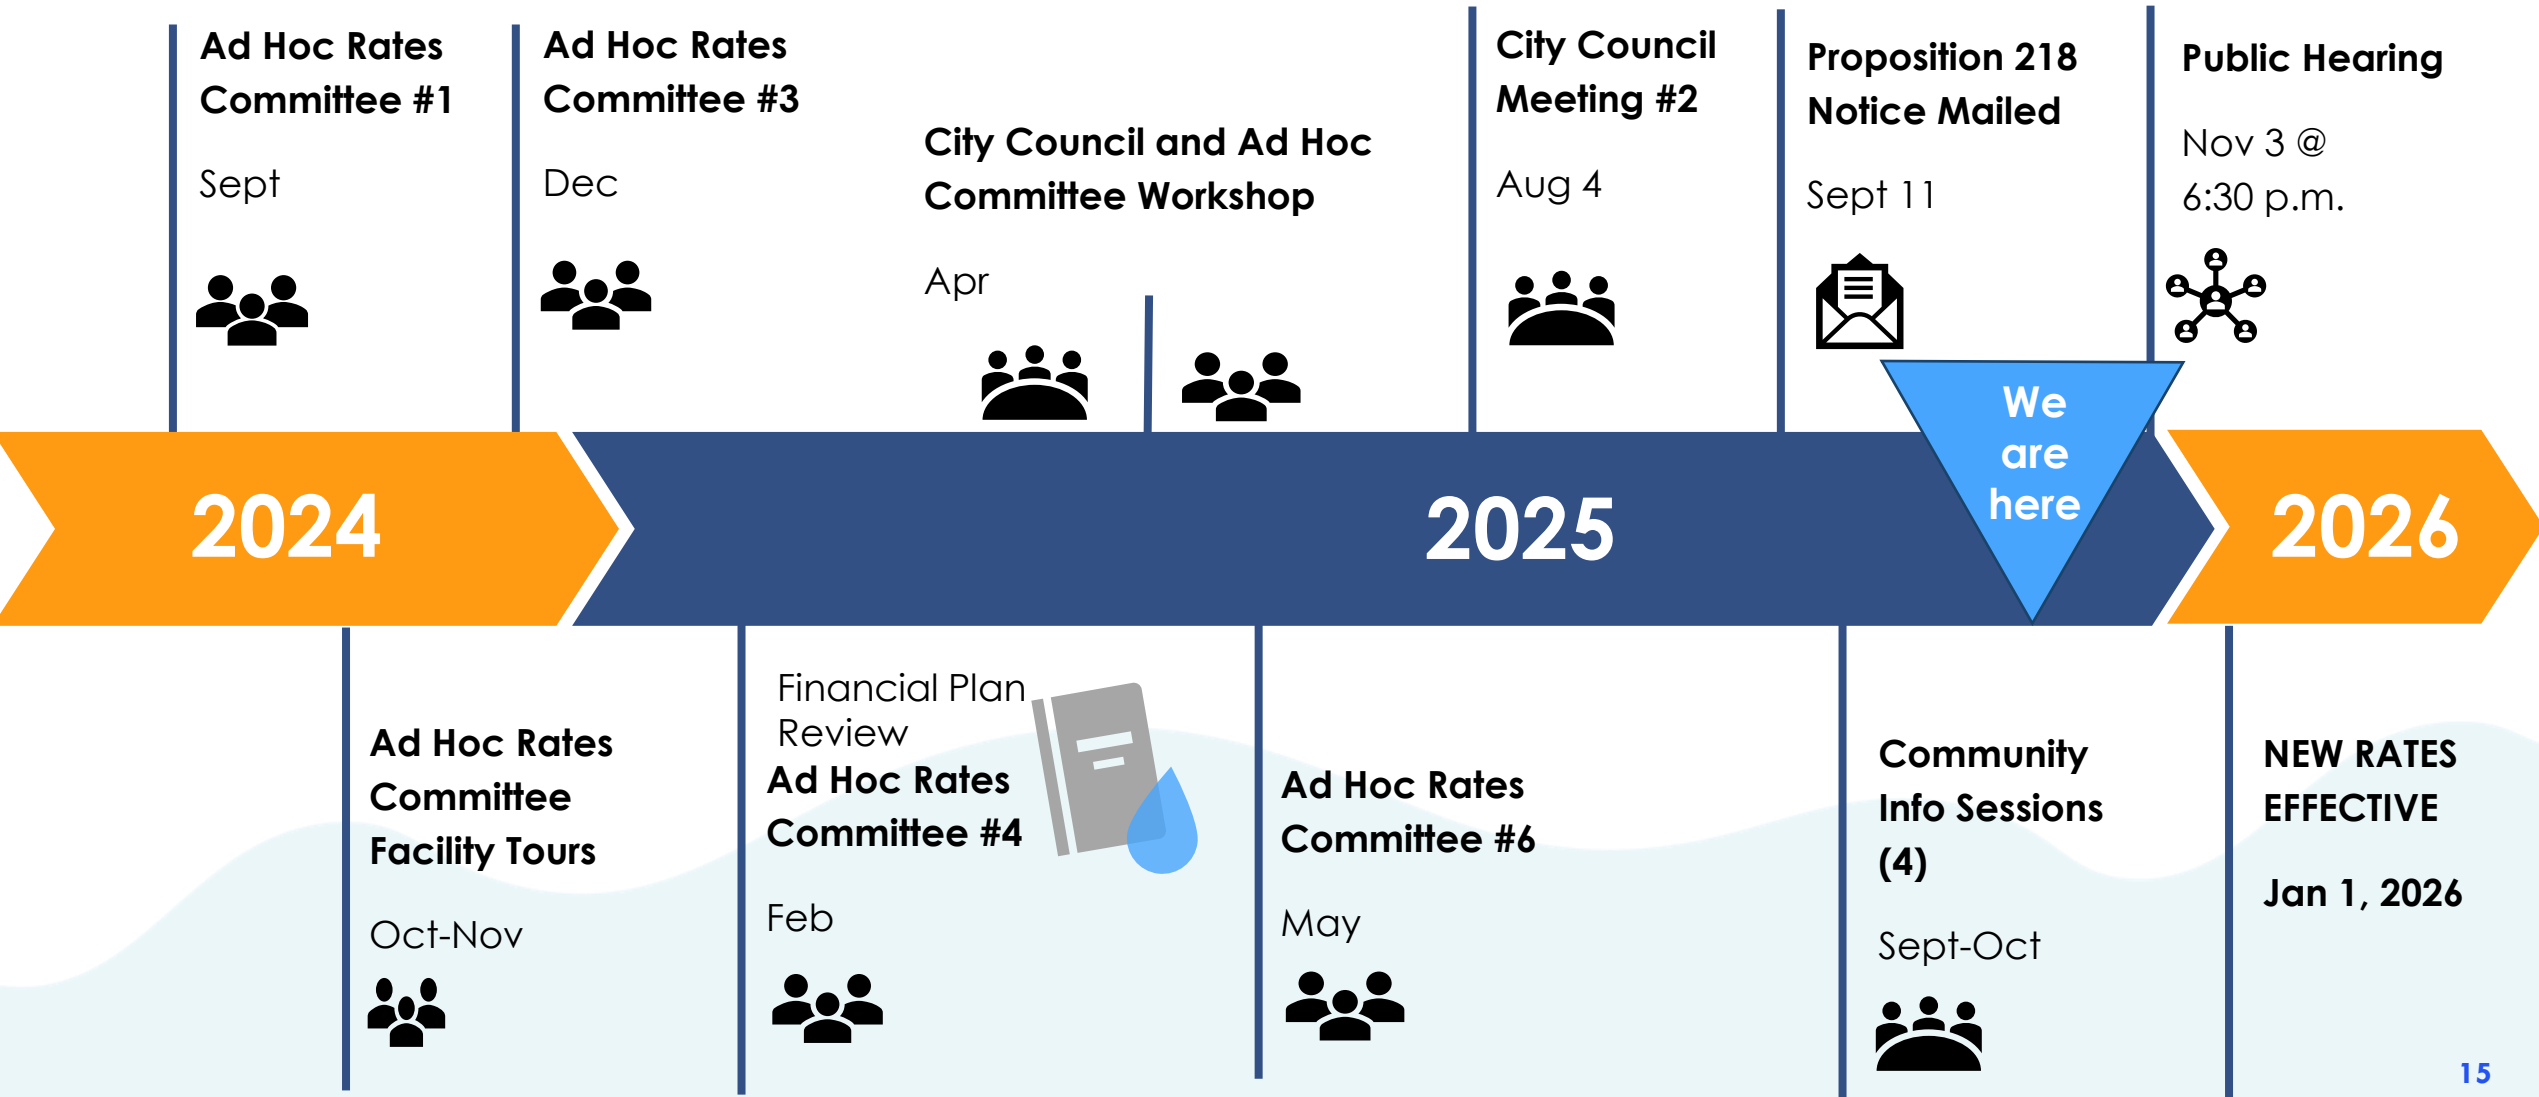 Ad Hoc Rates
Committee #1
Sept
Ad Hoc Rates
Committee #3
Dec
City Council and Ad Hoc
Committee Workshop
Apr
City Council
Meeting #2
Aug 4
Proposition 218
Notice Mailed
Sept 11
Public Hearing
Nov 3 @
6:30 p.m.
We
are
here
2024
2025
2026
Ad Hoc Rates
Committee
Facility Tours
Oct-Nov
Financial Plan
Review
Ad Hoc Rates
Committee #4
Feb
Ad Hoc Rates
Committee #6
May
Community
Info Sessions
(4)
Sept-Oct
NEW RATES
EFFECTIVE
Jan 1, 2026
15